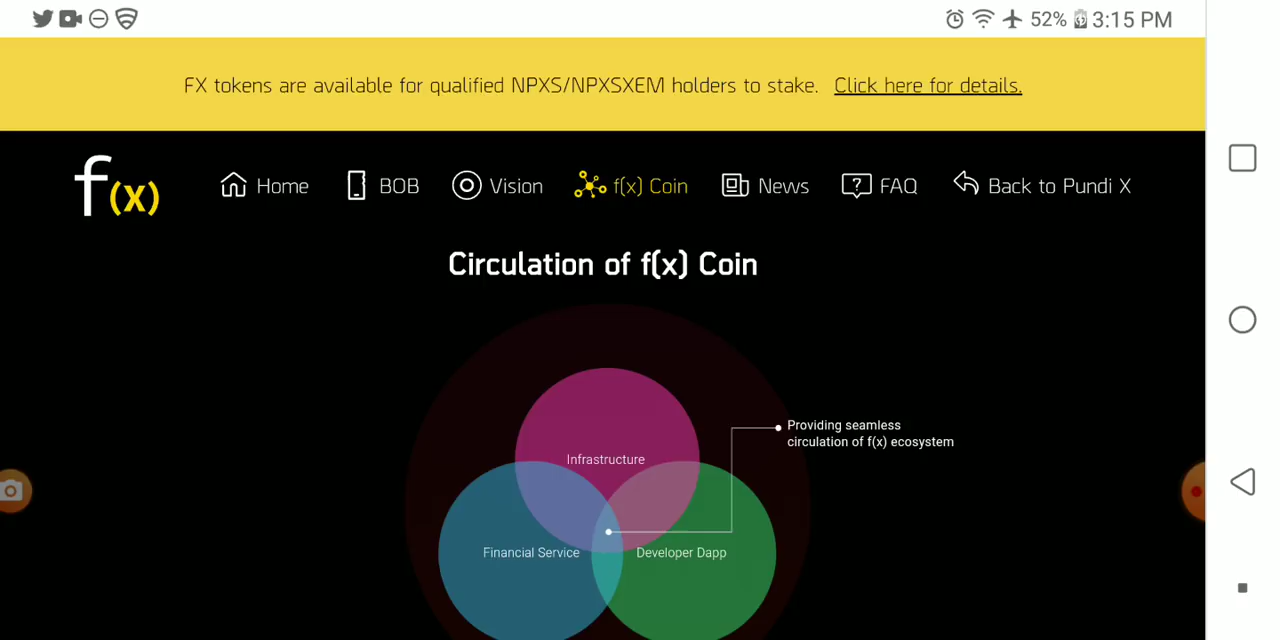 52% 3:15 PM
FX tokens are available for qualified NPXS/NPXSXEM holders to stake. Click here for details.
f(x) Home BOB Vision f(x) Coin News FAQ Back to Pundi X
Circulation of f(x) Coin
Providing seamless
circulation of f(x) ecosystem
Infrastructure
Financial Service Developer Dapp